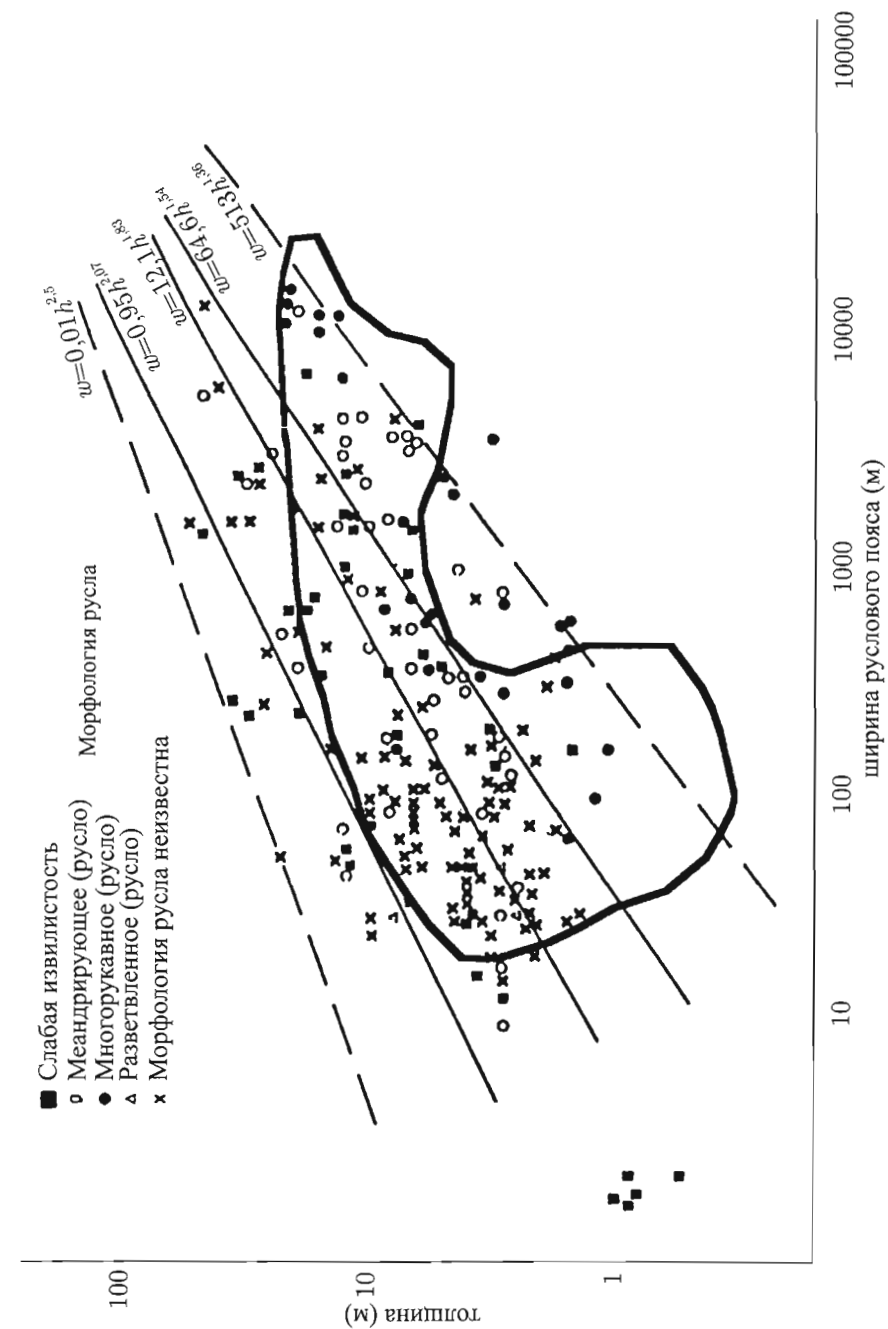 Морфология русла
Слабая извилистость
Меандрирующее (русло)
Многорукавное (русло)
Разветвленное (русло)
Морфология русла неизвестна
w=0,01h^2,5
w=0,95h^2,07
w=12,1h^1,83
w=64,6h^1,54
w=513h^1,36
толщина (м)
100
10
1
10
100
1000
10000
100000
ширина руслового пояса (м)